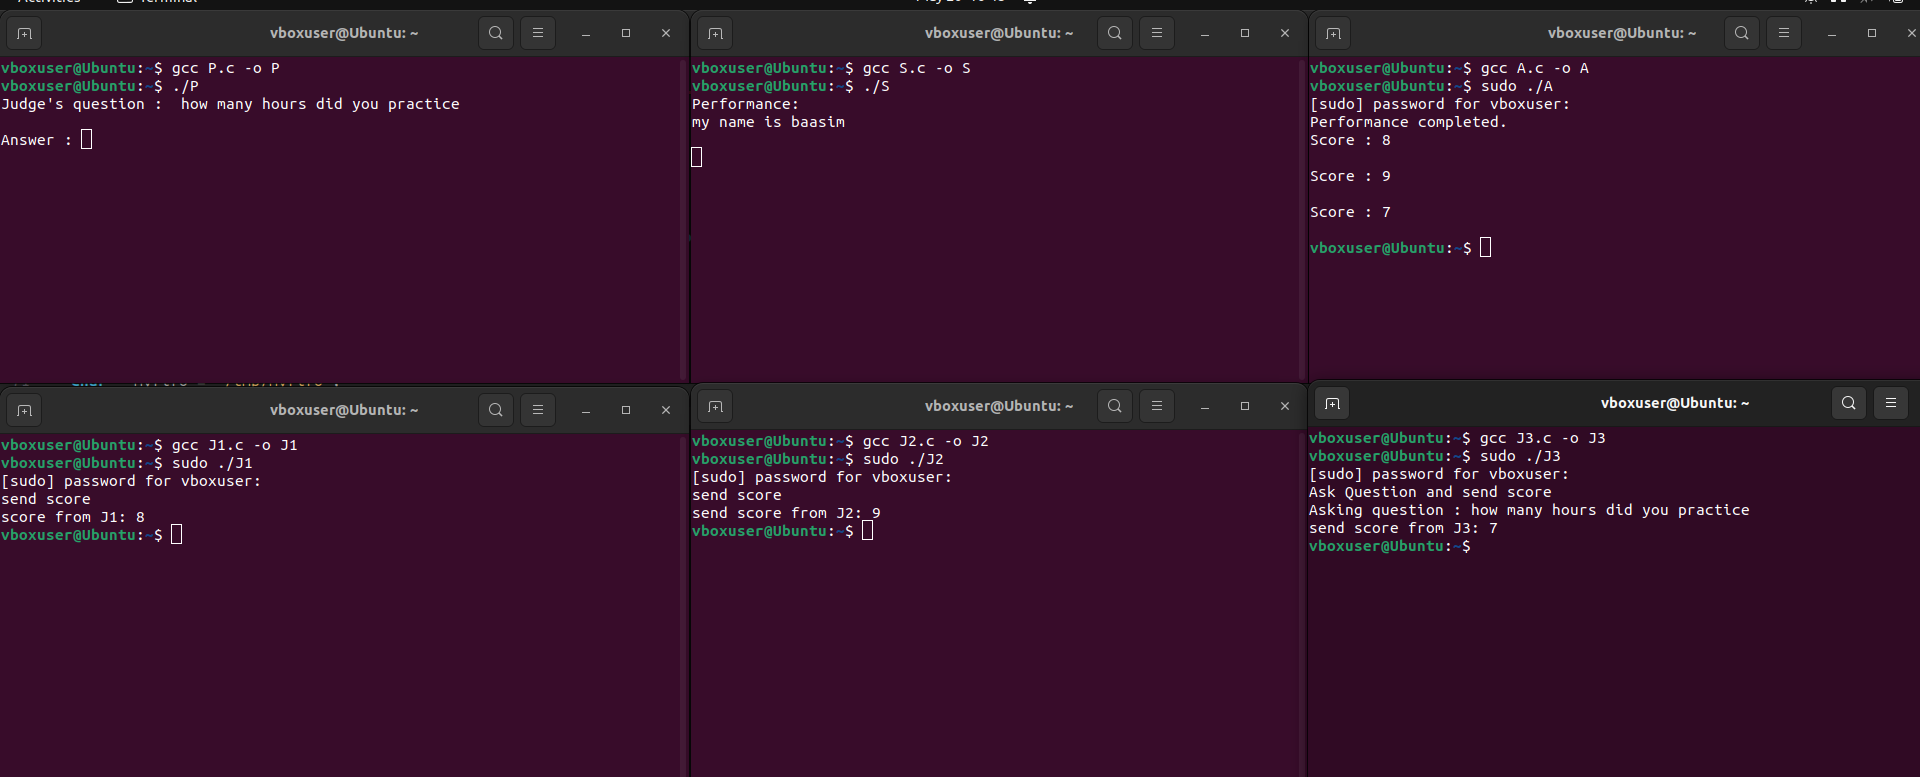 Activities Terminal
vboxuser@Ubuntu: ~
vboxuser@Ubuntu:~$ gcc P.c -o P
vboxuser@Ubuntu:~$ ./P
Judge's question :  how many hours did you practice
Answer :
vboxuser@Ubuntu: ~
vboxuser@Ubuntu:~$ gcc S.c -o S
vboxuser@Ubuntu:~$ ./S
Performance:
my name is baasim
vboxuser@Ubuntu: ~
vboxuser@Ubuntu:~$ gcc A.c -o A
vboxuser@Ubuntu:~$ sudo ./A
[sudo] password for vboxuser:
Performance completed.
Score : 8
Score : 9
Score : 7
vboxuser@Ubuntu:~$
vboxuser@Ubuntu: ~
vboxuser@Ubuntu:~$ gcc J1.c -o J1
vboxuser@Ubuntu:~$ sudo ./J1
[sudo] password for vboxuser:
send score
score from J1: 8
vboxuser@Ubuntu:~$
vboxuser@Ubuntu: ~
vboxuser@Ubuntu:~$ gcc J2.c -o J2
vboxuser@Ubuntu:~$ sudo ./J2
[sudo] password for vboxuser:
send score
send score from J2: 9
vboxuser@Ubuntu:~$
vboxuser@Ubuntu: ~
vboxuser@Ubuntu:~$ gcc J3.c -o J3
vboxuser@Ubuntu:~$ sudo ./J3
[sudo] password for vboxuser:
Ask Question and send score
Asking question : how many hours did you practice
send score from J3: 7
vboxuser@Ubuntu:~$